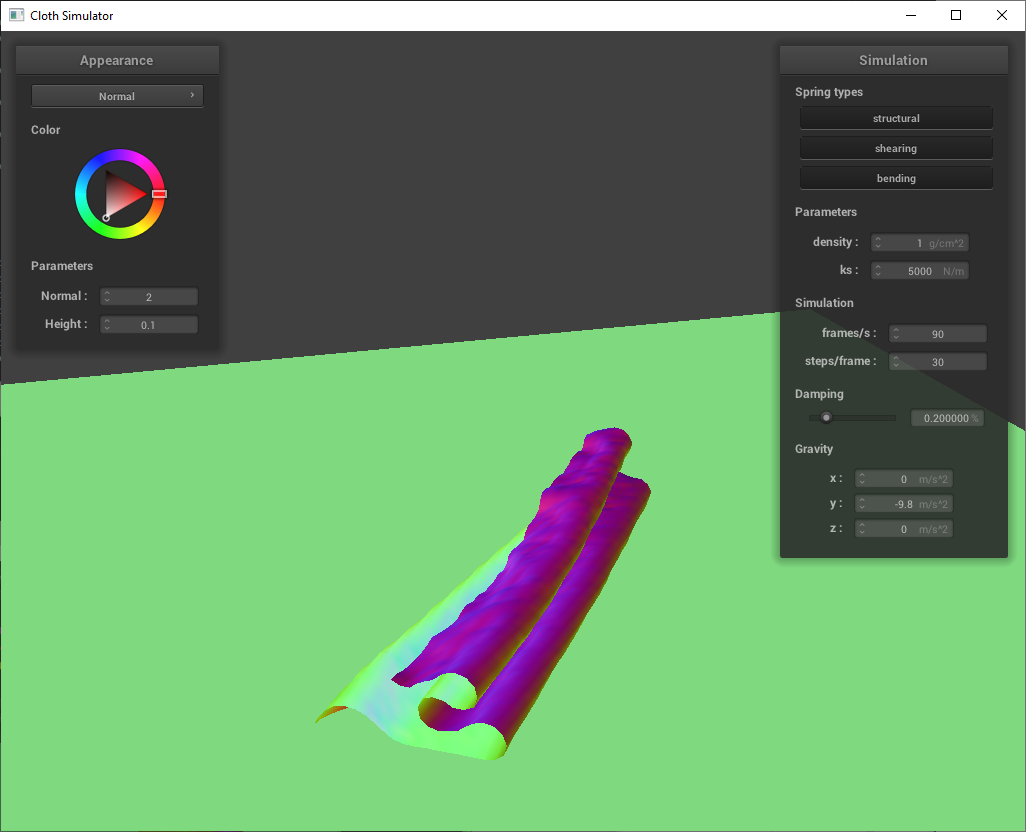 Cloth Simulator
Appearance
Normal
Color
Parameters
Normal : 2
Height : 0.1
Simulation
Spring types
structural
shearing
bending
Parameters
density : 1 g/cm^2
ks : 5000 N/m
Simulation
frames/s : 90
steps/frame : 30
Damping
0.200000 %
Gravity
x : 0 m/s^2
y : -9.8 m/s^2
z : 0 m/s^2